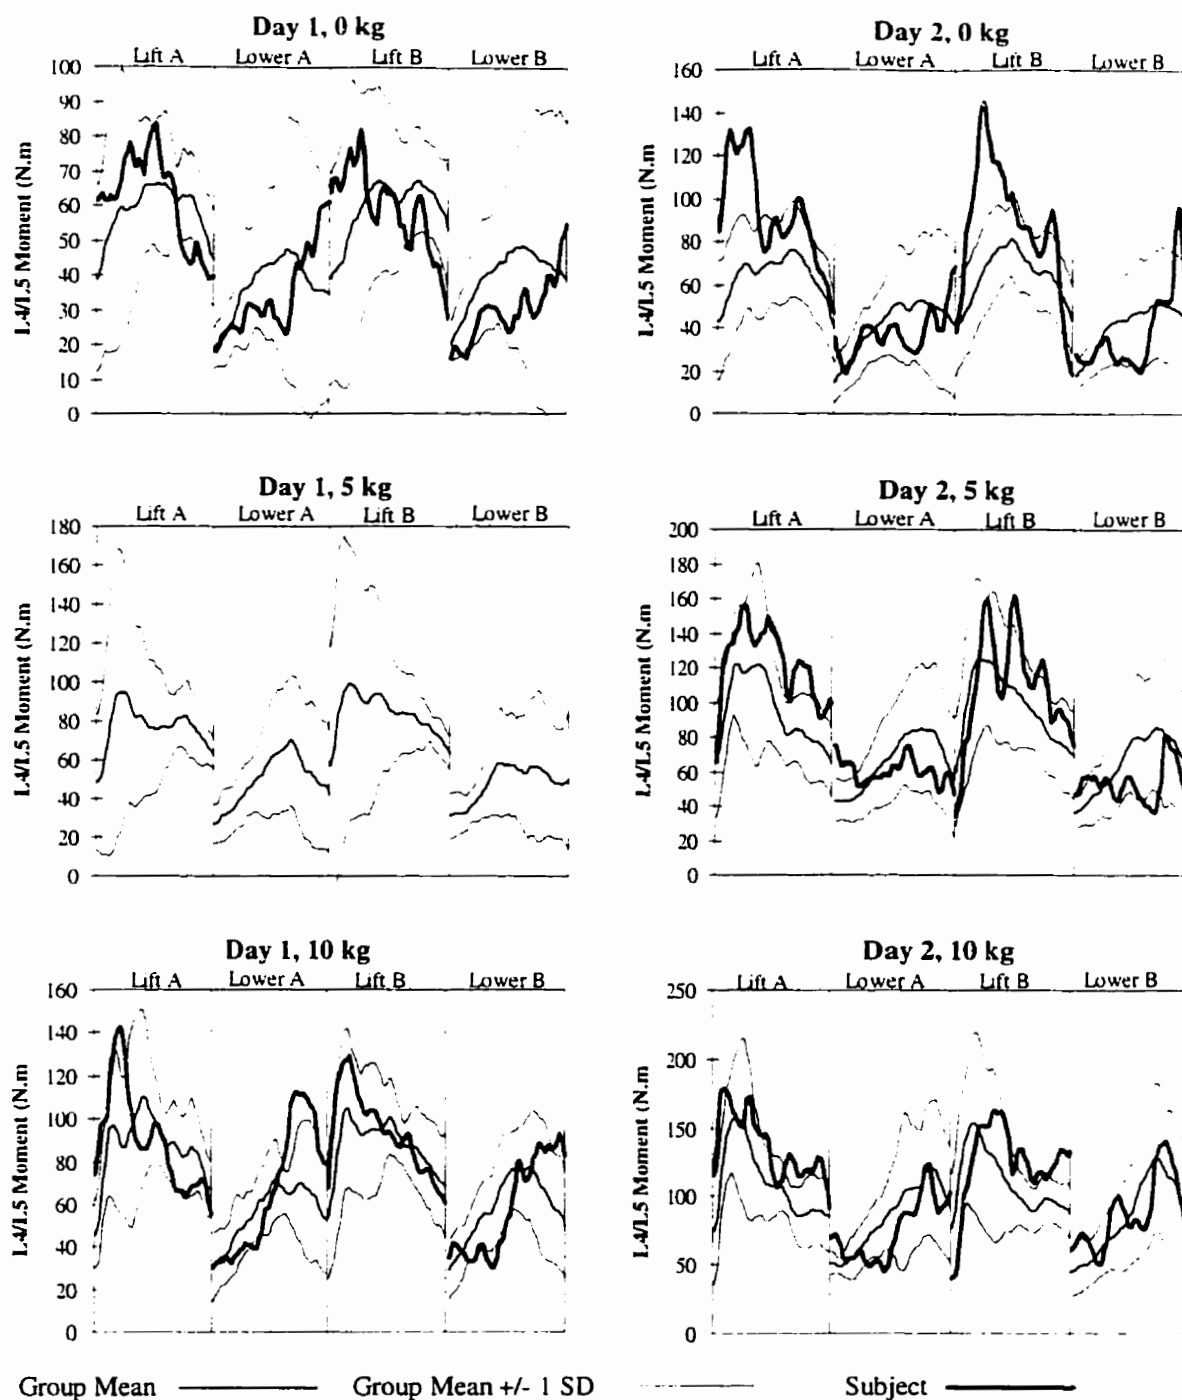 Day 1, 0 kg
Lift A Lower A Lift B Lower B
L4/L5 Moment (N.m
100
90
80
70
60
50
40
30
20
10
0
Day 2, 0 kg
Lift A Lower A Lift B Lower B
L4/L5 Moment (N.m
160
140
120
100
80
60
40
20
0
Day 1, 5 kg
Lift A Lower A Lift B Lower B
L4/L5 Moment (N.m
180
160
140
120
100
80
60
40
20
0
Day 2, 5 kg
Lift A Lower A Lift B Lower B
L4/L5 Moment (N.m
200
180
160
140
120
100
80
60
40
20
0
Day 1, 10 kg
Lift A Lower A Lift B Lower B
L4/L5 Moment (N.m
160
140
120
100
80
60
40
20
0
Day 2, 10 kg
Lift A Lower A Lift B Lower B
L4/L5 Moment (N.m
250
200
150
100
50
0
Group Mean Group Mean +/- 1 SD Subject